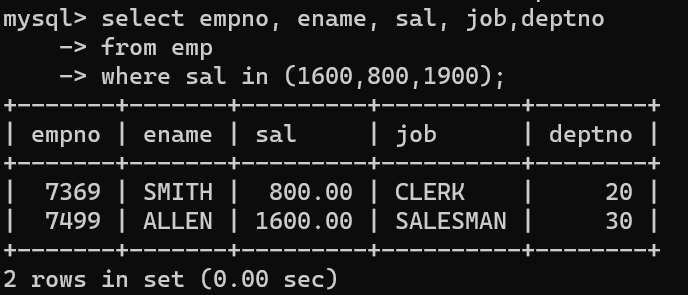 mysql> select empno, ename, sal, job,deptno
    -> from emp
    -> where sal in (1600,800,1900);
+-------+-------+---------+----------+--------+
| empno | ename | sal     | job      | deptno |
+-------+-------+---------+----------+--------+
|  7369 | SMITH |  800.00 | CLERK    |     20 |
|  7499 | ALLEN | 1600.00 | SALESMAN |     30 |
+-------+-------+---------+----------+--------+
2 rows in set (0.00 sec)